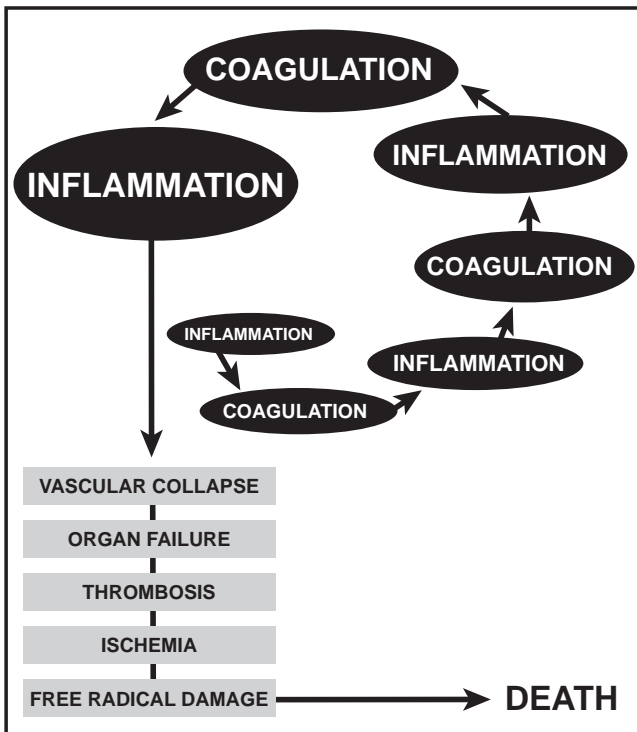 COAGULATION
INFLAMMATION
INFLAMMATION
COAGULATION
INFLAMMATION
INFLAMMATION
COAGULATION
VASCULAR COLLAPSE
ORGAN FAILURE
THROMBOSIS
ISCHEMIA
FREE RADICAL DAMAGE
DEATH